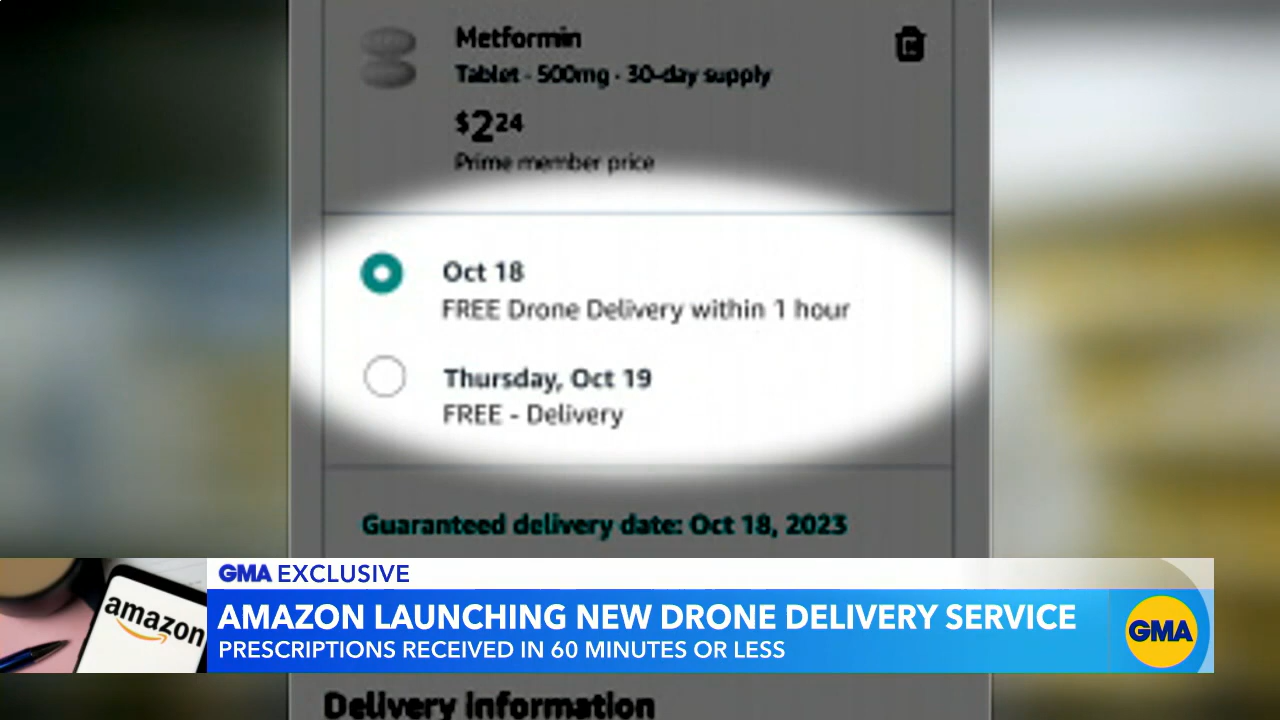 Metformin
Tablet - 500mg - 30-day supply
$2 24
Prime member price
Oct 18
FREE Drone Delivery within 1 hour
Thursday, Oct 19
FREE - Delivery
Guaranteed delivery date: Oct 18, 2023
GMA EXCLUSIVE
amazon
AMAZON LAUNCHING NEW DRONE DELIVERY SERVICE
GMA
PRESCRIPTIONS RECEIVED IN 60 MINUTES OR LESS
Delivery information